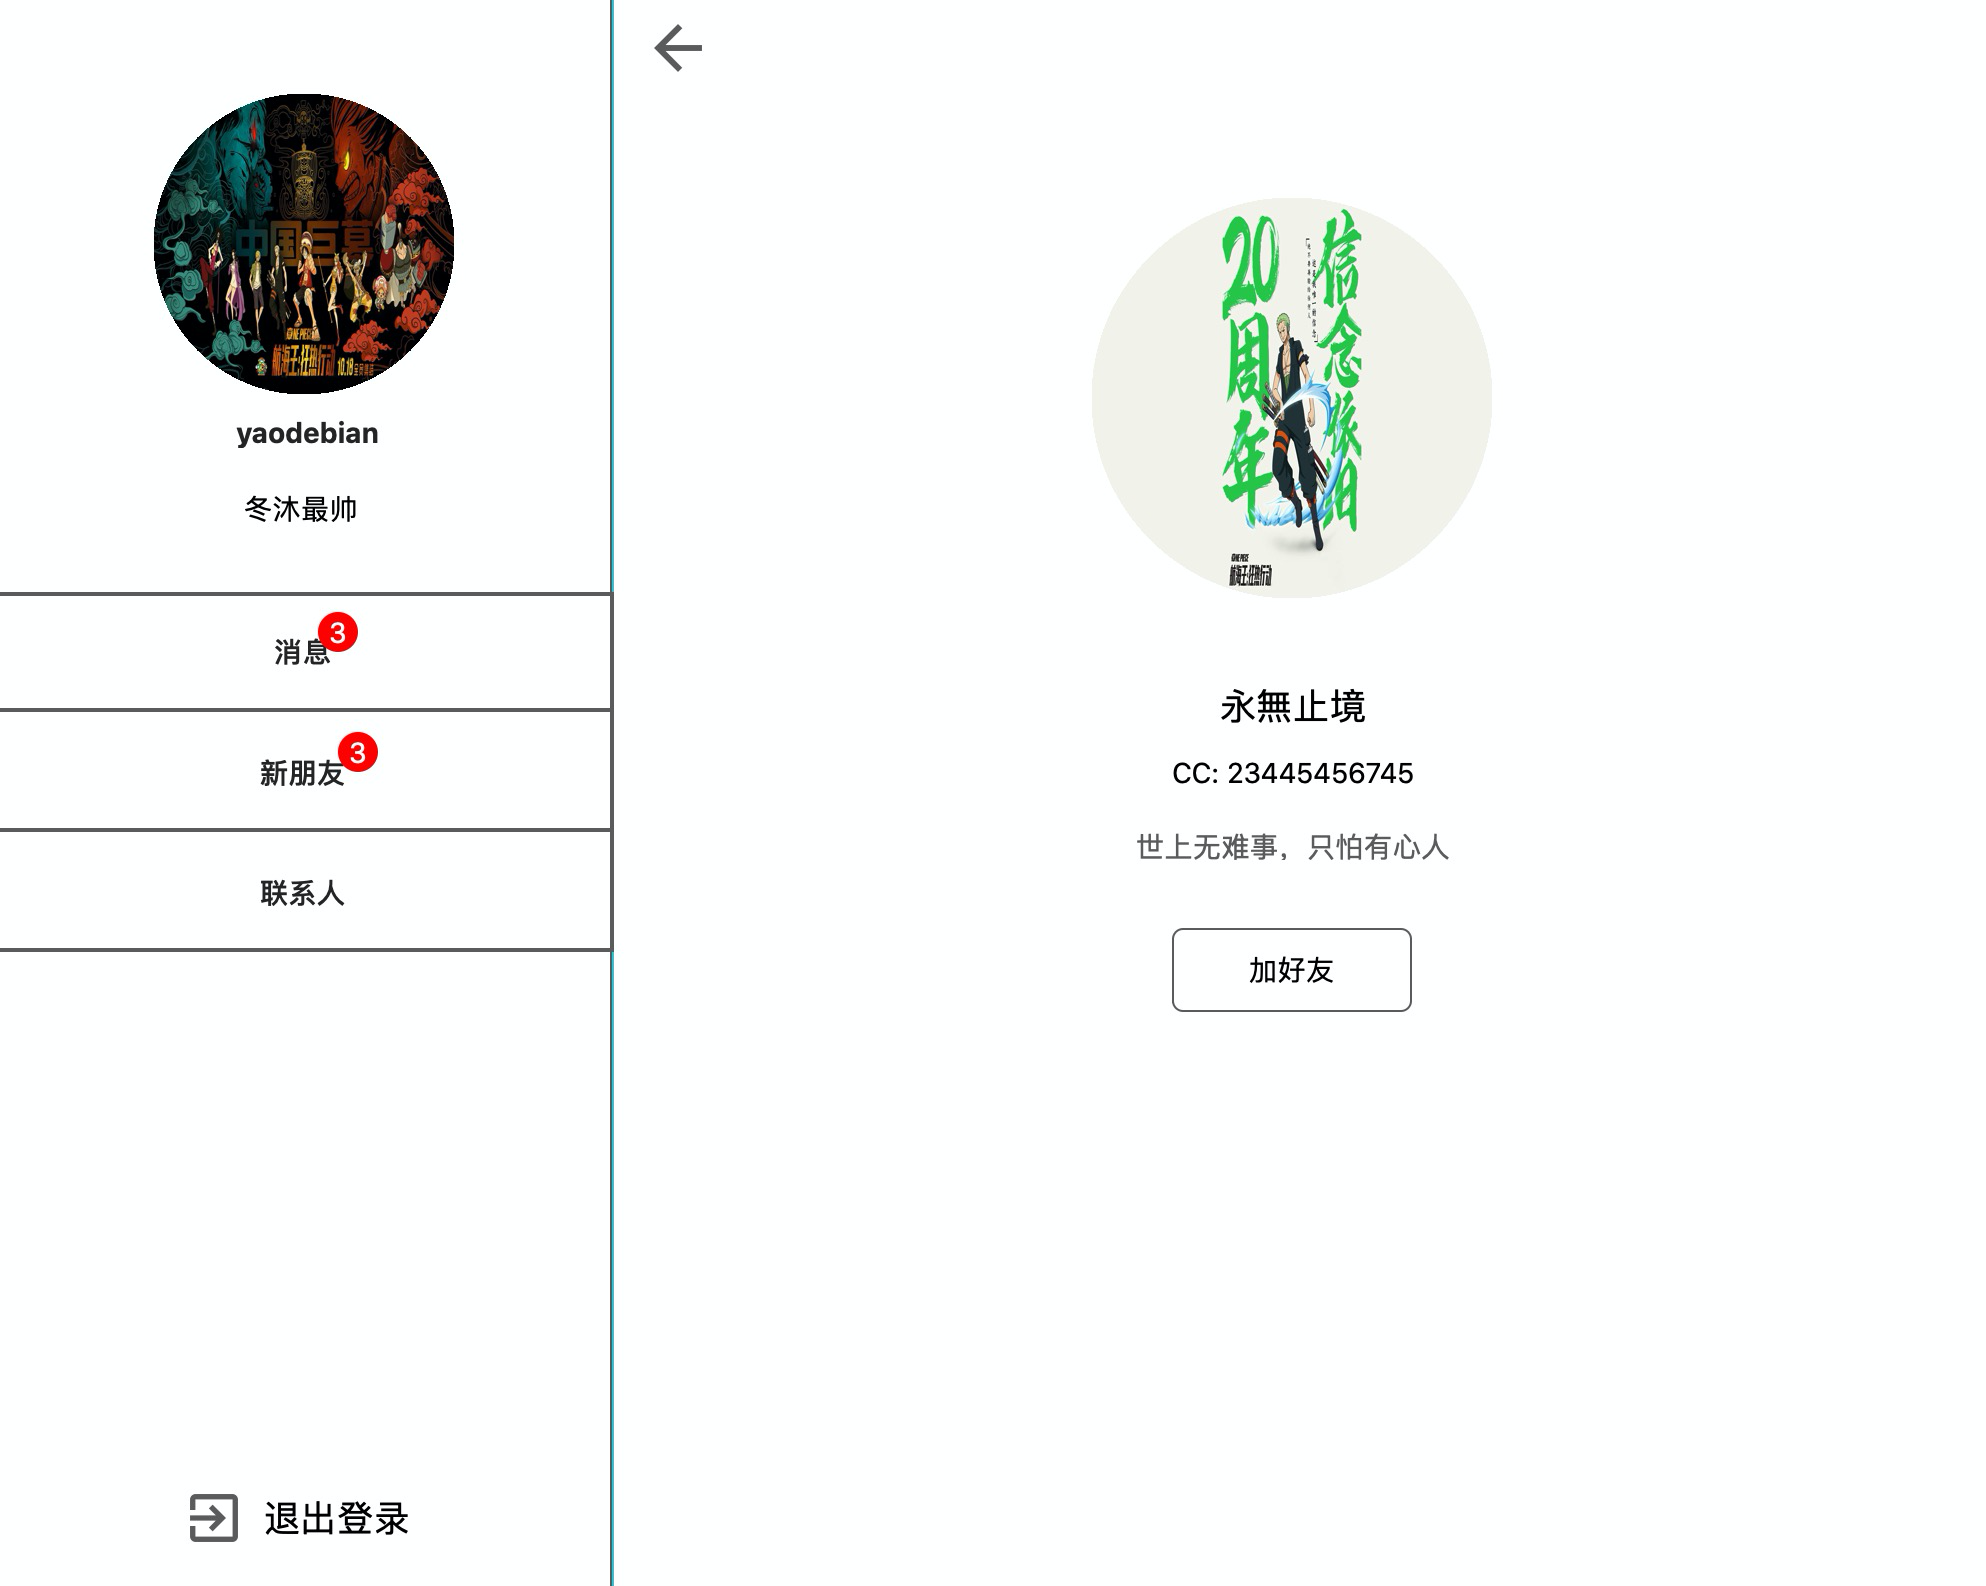 中国巨幕
ONE PIECE
航海王:狂热行动 10.18
yaodebian
冬沐最帅
消息 3
新朋友 3
联系人
退出登录
20周年
信念依旧
ONE PIECE
航海王:狂热行动
永無止境
CC: 23445456745
世上无难事，只怕有心人
加好友